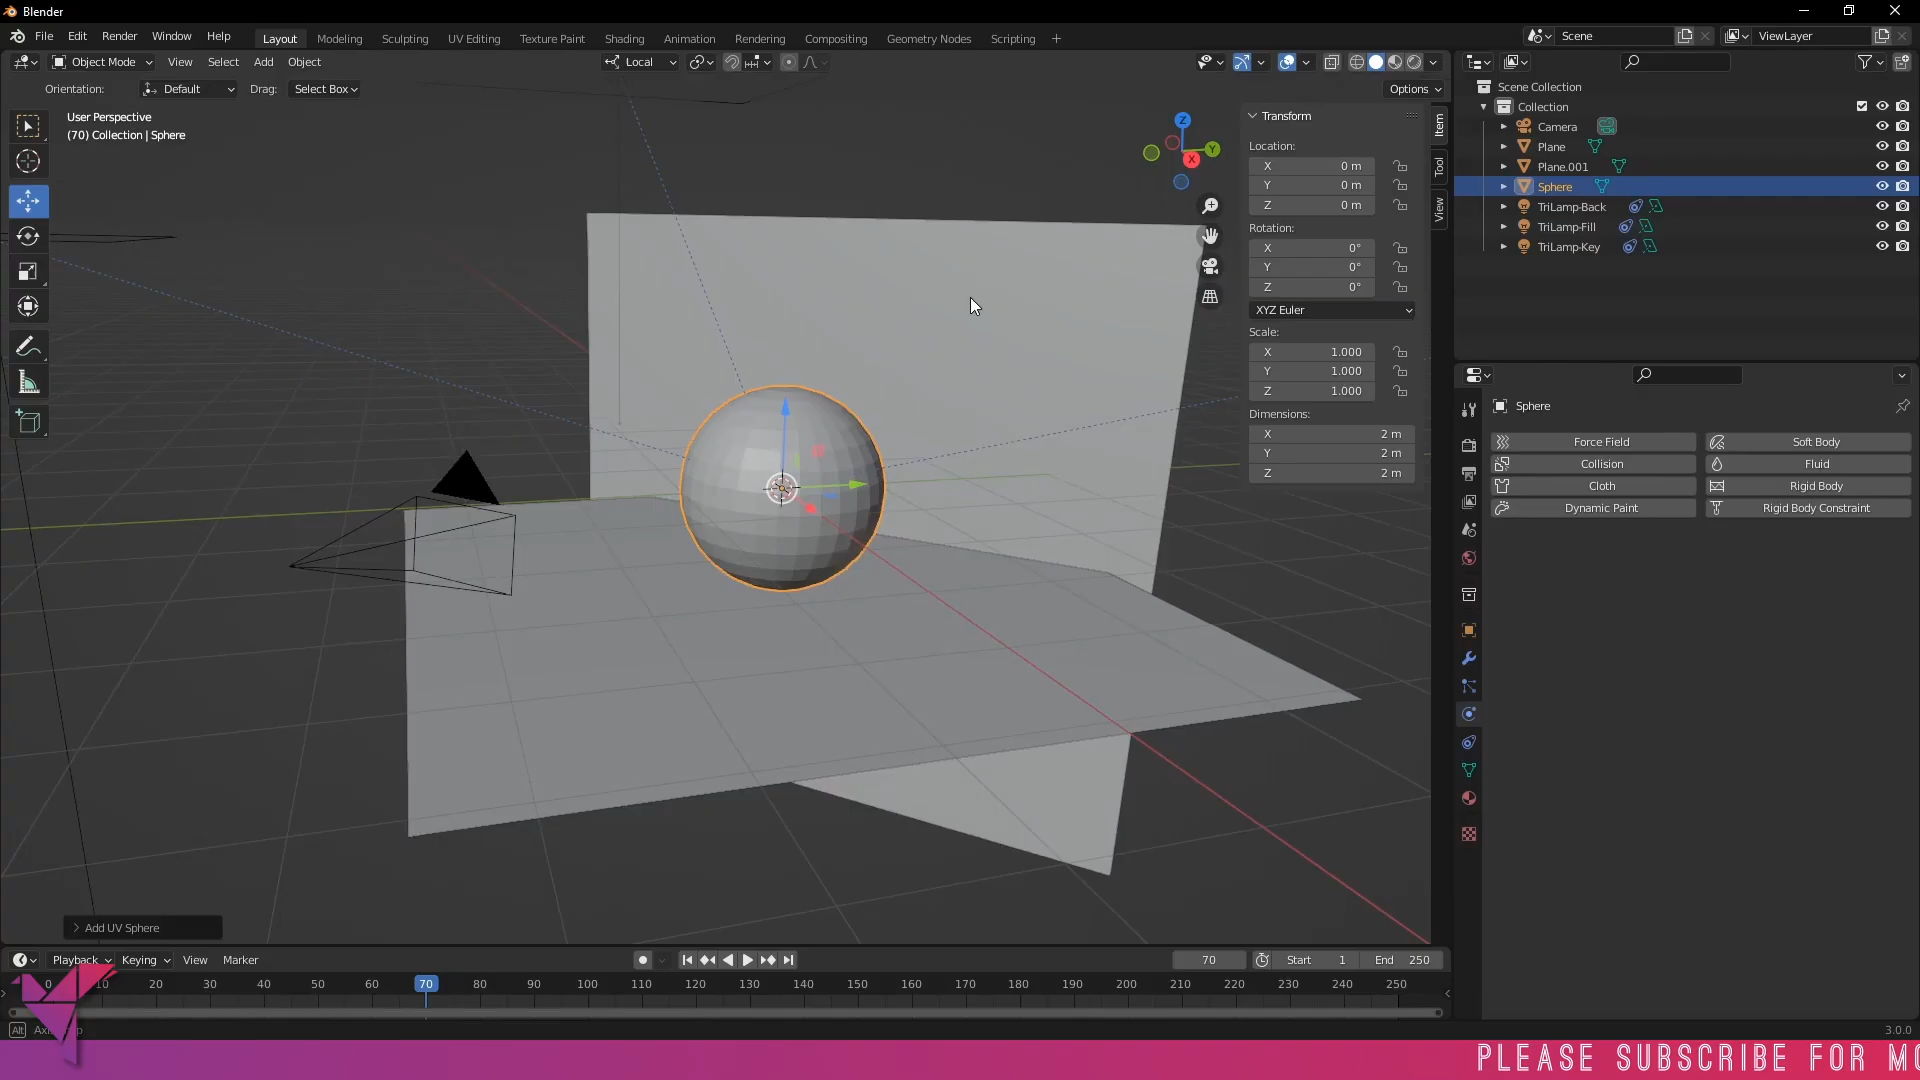 Blender
File Edit Render Window Help
Layout Modeling Sculpting UV Editing Texture Paint Shading Animation Rendering Compositing Geometry Nodes Scripting +
Scene
ViewLayer
Object Mode View Select Add Object
Local
Orientation: Default Drag: Select Box
Options
User Perspective
(70) Collection | Sphere
Z
Y
X
Transform
Location:
X 0 m
Y 0 m
Z 0 m
Rotation:
X 0°
Y 0°
Z 0°
XYZ Euler
Scale:
X 1.000
Y 1.000
Z 1.000
Dimensions:
X 2 m
Y 2 m
Z 2 m
Item
Tool
View
Scene Collection
Collection
Camera
Plane
Plane.001
Sphere
TriLamp-Back
TriLamp-Fill
TriLamp-Key
Sphere
Force Field Soft Body
Collision Fluid
Cloth Rigid Body
Dynamic Paint Rigid Body Constraint
Add UV Sphere
Playback Keying View Marker
70 Start 1 End 250
0 10 20 30 40 50 60 70 80 90 100 110 120 130 140 150 160 170 180 190 200 210 220 230 240 250
Alt
3.0.0
PLEASE SUBSCRIBE FOR MO